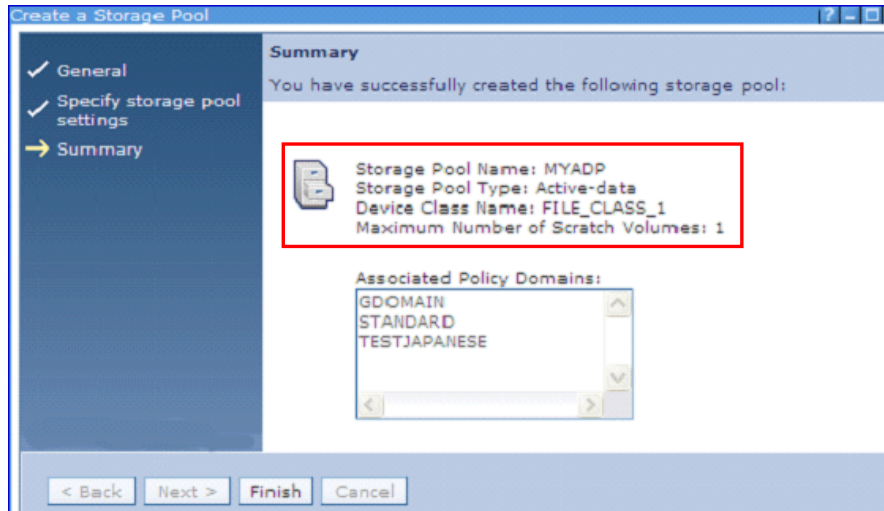 Create a Storage Pool
?
General
Specify storage pool
settings
Summary
Summary
You have successfully created the following storage pool:
Storage Pool Name: MYADP
Storage Pool Type: Active-data
Device Class Name: FILE_CLASS_1
Maximum Number of Scratch Volumes: 1
Associated Policy Domains:
GDOMAIN
STANDARD
TESTJAPANESE
< Back
Next >
Finish
Cancel